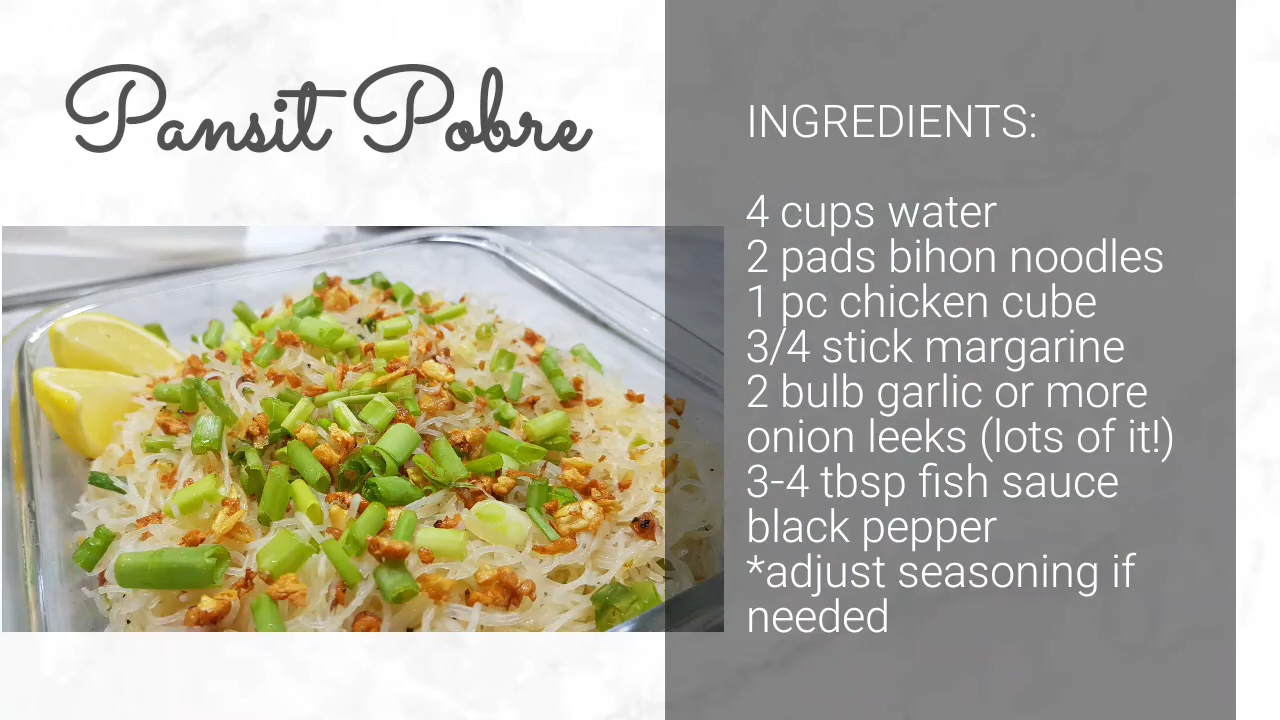 Pansit Pobre
INGREDIENTS:
4 cups water
2 pads bihon noodles
1 pc chicken cube
3/4 stick margarine
2 bulb garlic or more
onion leeks (lots of it!)
3-4 tbsp fish sauce
black pepper
*adjust seasoning if
needed